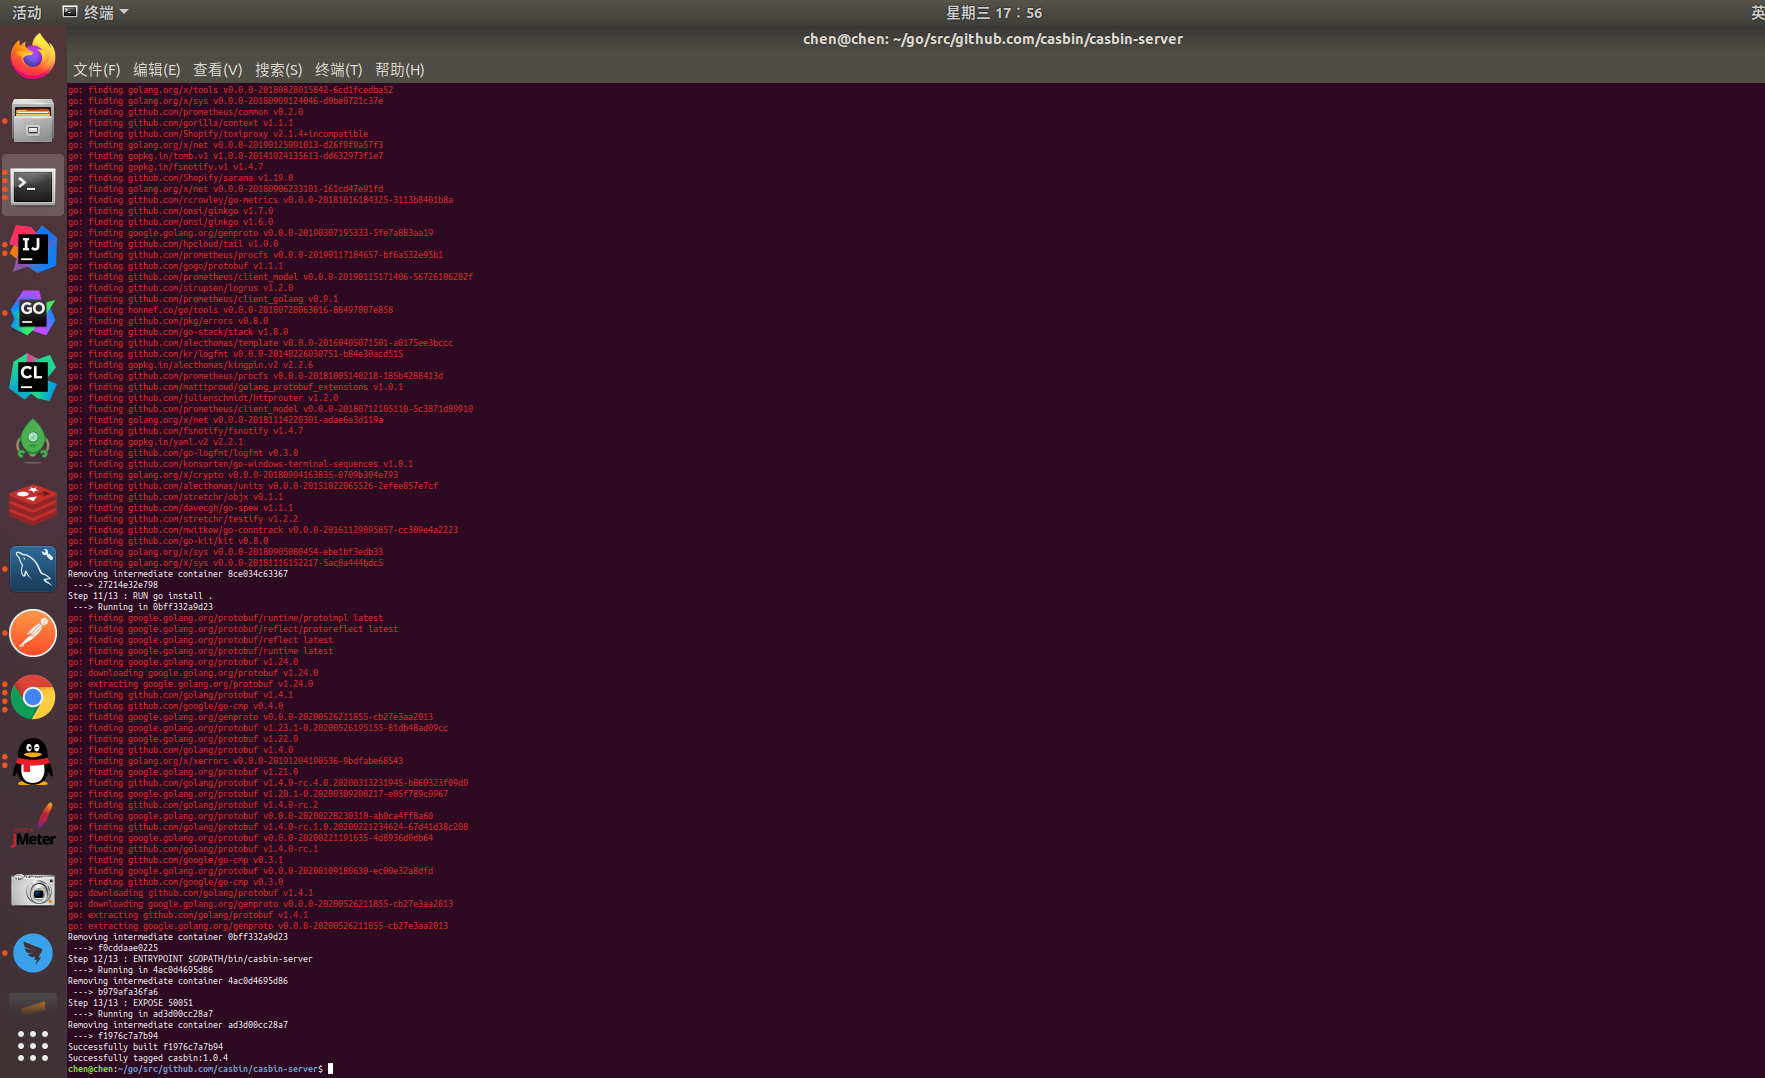 活动 终端 星期三 17：56 英
chen@chen: ~/go/src/github.com/casbin/casbin-server
文件(F) 编辑(E) 查看(V) 搜索(S) 终端(T) 帮助(H)
go: finding golang.org/x/tools v0.0.0-20180828015842-6cd1fcedba52
go: finding golang.org/x/sys v0.0.0-20180909124046-d0be0721c37e
go: finding github.com/prometheus/common v0.2.0
go: finding github.com/gorilla/context v1.1.1
go: finding github.com/Shopify/toxiproxy v2.1.4+incompatible
go: finding golang.org/x/net v0.0.0-20190125091013-d26f9f9a57f3
go: finding gopkg.in/tomb.v1 v1.0.0-20141024135613-dd632973f1e7
go: finding gopkg.in/fsnotify.v1 v1.4.7
go: finding github.com/Shopify/sarama v1.19.0
go: finding golang.org/x/net v0.0.0-20180906233101-161cd47e91fd
go: finding github.com/rcrowley/go-metrics v0.0.0-20181016184325-3113b8401b8a
go: finding github.com/onsi/ginkgo v1.7.0
go: finding github.com/onsi/ginkgo v1.6.0
go: finding google.golang.org/genproto v0.0.0-20190307195333-5fe7a883aa19
go: finding github.com/hpcloud/tail v1.0.0
go: finding github.com/prometheus/procfs v0.0.0-20190117184657-bf6a532e95b1
go: finding github.com/gogo/protobuf v1.1.1
go: finding github.com/prometheus/client_model v0.0.0-20190115171406-56726106282f
go: finding github.com/sirupsen/logrus v1.2.0
go: finding github.com/prometheus/client_golang v0.9.1
go: finding honnef.co/go/tools v0.0.0-20180728063816-88497007e858
go: finding github.com/pkg/errors v0.8.0
go: finding github.com/go-stack/stack v1.8.0
go: finding github.com/alecthomas/template v0.0.0-20160405071501-a0175ee3bccc
go: finding github.com/kr/logfmt v0.0.0-20140226030751-b84e30acd515
go: finding gopkg.in/alecthomas/kingpin.v2 v2.2.6
go: finding github.com/prometheus/procfs v0.0.0-20181005140218-185b4288413d
go: finding github.com/matttproud/golang_protobuf_extensions v1.0.1
go: finding github.com/julienschmidt/httprouter v1.2.0
go: finding github.com/prometheus/client_model v0.0.0-20180712105110-5c3871d89910
go: finding golang.org/x/net v0.0.0-20181114220301-adae6a3d119a
go: finding github.com/fsnotify/fsnotify v1.4.7
go: finding gopkg.in/yaml.v2 v2.2.1
go: finding github.com/go-logfmt/logfmt v0.3.0
go: finding github.com/konsorten/go-windows-terminal-sequences v1.0.1
go: finding golang.org/x/crypto v0.0.0-20180904163835-0709b304e793
go: finding github.com/alecthomas/units v0.0.0-20151022065526-2efee857e7cf
go: finding github.com/stretchr/objx v0.1.1
go: finding github.com/davecgh/go-spew v1.1.1
go: finding github.com/stretchr/testify v1.2.2
go: finding github.com/mwitkow/go-conntrack v0.0.0-20161129095857-cc309e4a2223
go: finding github.com/go-kit/kit v0.8.0
go: finding golang.org/x/sys v0.0.0-20180905080454-ebe1bf3edb33
go: finding golang.org/x/sys v0.0.0-20181116152217-5ac8a444bdc5
Removing intermediate container 8ce034c63367
 ---> 27214e32e798
Step 11/13 : RUN go install .
 ---> Running in 0bff332a9d23
go: finding google.golang.org/protobuf/runtime/protoimpl latest
go: finding google.golang.org/protobuf/reflect/protoreflect latest
go: finding google.golang.org/protobuf/reflect latest
go: finding google.golang.org/protobuf/runtime latest
go: finding google.golang.org/protobuf v1.24.0
go: downloading google.golang.org/protobuf v1.24.0
go: extracting google.golang.org/protobuf v1.24.0
go: finding github.com/golang/protobuf v1.4.1
go: finding github.com/google/go-cmp v0.4.0
go: finding google.golang.org/genproto v0.0.0-20200526211855-cb27e3aa2013
go: finding google.golang.org/protobuf v1.23.1-0.20200526195155-81db48ad09cc
go: finding google.golang.org/protobuf v1.22.0
go: finding github.com/golang/protobuf v1.4.0
go: finding golang.org/x/xerrors v0.0.0-20191204190536-9bdfabe68543
go: finding google.golang.org/protobuf v1.21.0
go: finding github.com/golang/protobuf v1.4.0-rc.4.0.20200313231945-b860323f09d0
go: finding google.golang.org/protobuf v1.20.1-0.20200309200217-e05f789c0967
go: finding github.com/golang/protobuf v1.4.0-rc.2
go: finding google.golang.org/protobuf v0.0.0-20200228230310-ab0ca4ff8a60
go: finding github.com/golang/protobuf v1.4.0-rc.1.0.20200221234624-67d41d38c208
go: finding google.golang.org/protobuf v0.0.0-20200221191635-4d8936d0db64
go: finding github.com/golang/protobuf v1.4.0-rc.1
go: finding github.com/google/go-cmp v0.3.1
go: finding google.golang.org/protobuf v0.0.0-20200109180630-ec00e32a8dfd
go: finding github.com/google/go-cmp v0.3.0
go: downloading github.com/golang/protobuf v1.4.1
go: downloading google.golang.org/genproto v0.0.0-20200526211855-cb27e3aa2013
go: extracting github.com/golang/protobuf v1.4.1
go: extracting google.golang.org/genproto v0.0.0-20200526211855-cb27e3aa2013
Removing intermediate container 0bff332a9d23
 ---> f0cddaae0225
Step 12/13 : ENTRYPOINT $GOPATH/bin/casbin-server
 ---> Running in 4ac0d4695d86
Removing intermediate container 4ac0d4695d86
 ---> b979afa36fa6
Step 13/13 : EXPOSE 50051
 ---> Running in ad3d00cc28a7
Removing intermediate container ad3d00cc28a7
 ---> f1976c7a7b94
Successfully built f1976c7a7b94
Successfully tagged casbin:1.0.4
chen@chen:~/go/src/github.com/casbin/casbin-server$
IJ
GO
CL
JMeter